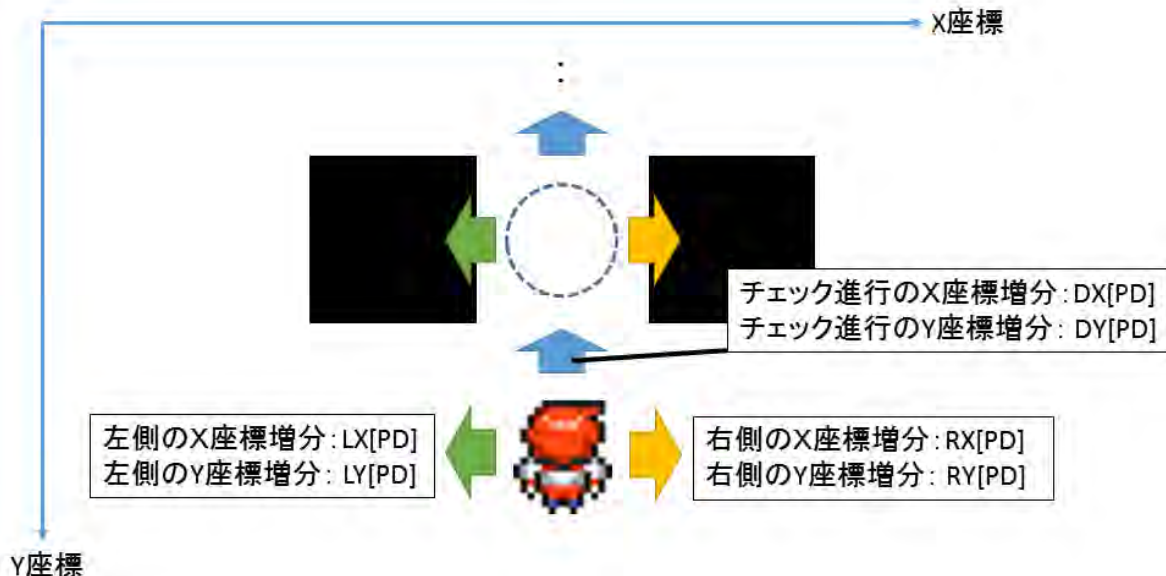 X座標
:
チェック進行のX座標増分：DX[PD]
チェック進行のY座標増分：DY[PD]
左側のX座標増分：LX[PD]
左側のY座標増分：LY[PD]
右側のX座標増分：RX[PD]
右側のY座標増分：RY[PD]
Y座標